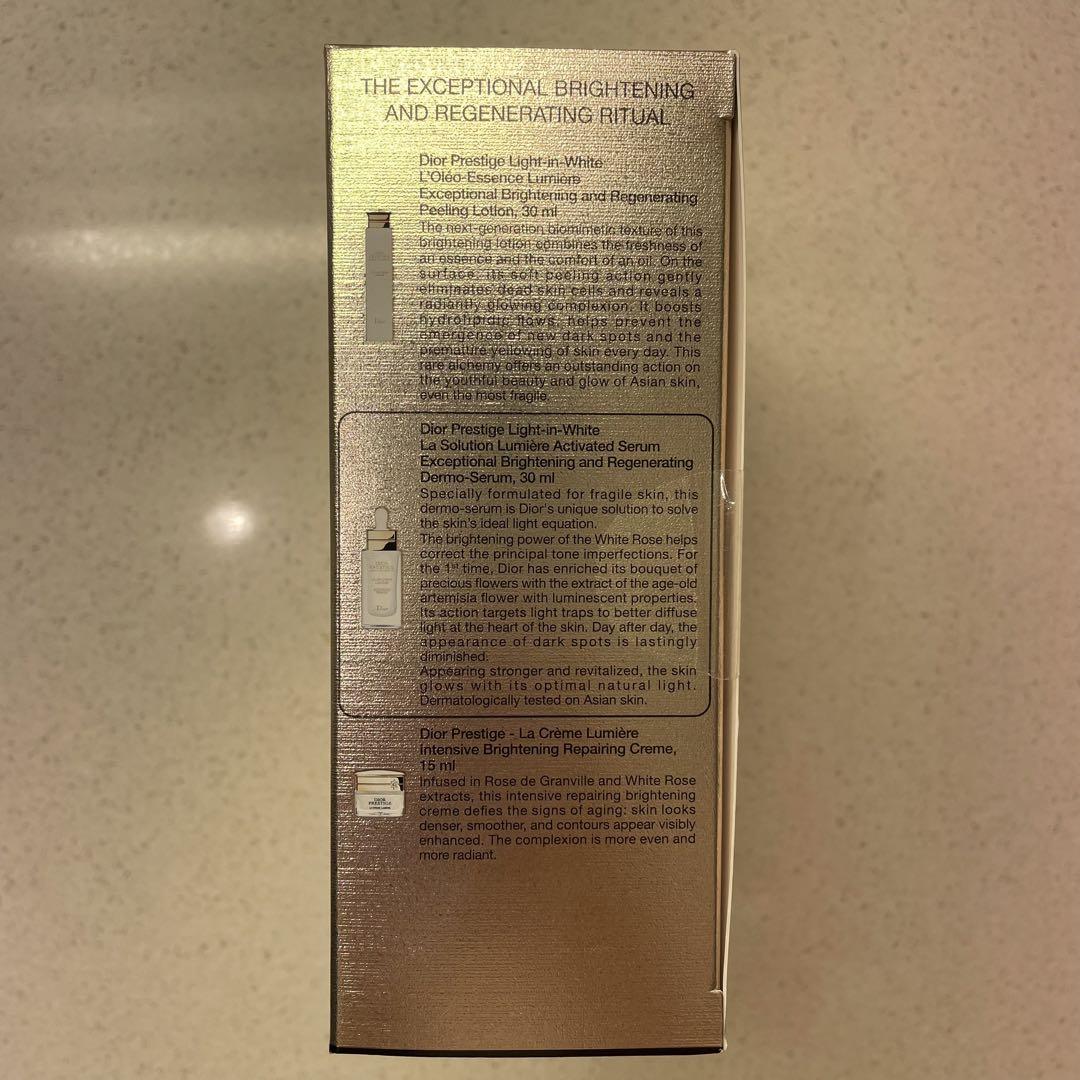 THE EXCEPTIONAL BRIGHTENING
AND REGENERATING RITUAL
Dior Prestige Light-in-White
L'Oléo-Essence Lumière
Exceptional Brightening and Regenerating
Peeling Lotion, 30 ml
The next-generation biomimetic texture of this
brightening lotion combines the freshness of
an essence and the comfort of an oil. On the
surface, its soft peeling action gently
eliminates dead skin cells and reveals a
radiantly glowing complexion. It boosts
hydrolipidic flows, helps prevent the
emergence of new dark spots and the
premature yellowing of skin every day. This
rare alchemy offers an outstanding action on
the youthful beauty and glow of Asian skin,
even the most fragile.
Dior Prestige Light-in-White
La Solution Lumière Activated Serum
Exceptional Brightening and Regenerating
Dermo-Serum, 30 ml
Specially formulated for fragile skin, this
dermo-serum is Dior's unique solution to solve
the skin's ideal light equation.
The brightening power of the White Rose helps
correct the principal tone imperfections. For
the 1st time, Dior has enriched its bouquet of
precious flowers with the extract of the age-old
artemisia flower with luminescent properties.
Its action targets light traps to better diffuse
light at the heart of the skin. Day after day, the
appearance of dark spots is lastingly
diminished.
Appearing stronger and revitalized, the skin
glows with its optimal natural light.
Dermatologically tested on Asian skin.
Dior
Dior Prestige - La Crème Lumière
Intensive Brightening Repairing Creme,
15 ml
Infused in Rose de Granville and White Rose
extracts, this intensive repairing brightening
creme defies the signs of aging: skin looks
denser, smoother, and contours appear visibly
enhanced. The complexion is more even and
more radiant.
DIOR
PRESTIGE